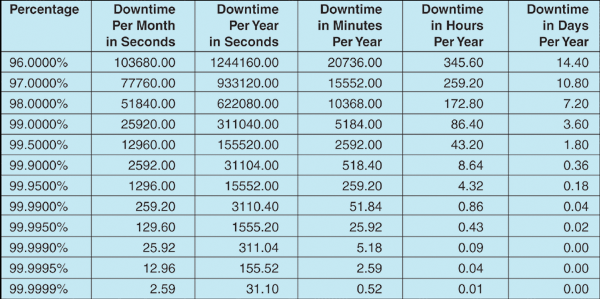 Percentage Downtime Per Month in Seconds Downtime Per Year in Seconds Downtime in Minutes Per Year Downtime in Hours Per Year Downtime in Days Per Year
96.0000% 103680.00 1244160.00 20736.00 345.60 14.40
97.0000% 77760.00 933120.00 15552.00 259.20 10.80
98.0000% 51840.00 622080.00 10368.00 172.80 7.20
99.0000% 25920.00 311040.00 5184.00 86.40 3.60
99.5000% 12960.00 155520.00 2592.00 43.20 1.80
99.9000% 2592.00 31104.00 518.40 8.64 0.36
99.9500% 1296.00 15552.00 259.20 4.32 0.18
99.9900% 259.20 3110.40 51.84 0.86 0.04
99.9950% 129.60 1555.20 25.92 0.43 0.02
99.9990% 25.92 311.04 5.18 0.09 0.00
99.9995% 12.96 155.52 2.59 0.04 0.00
99.9999% 2.59 31.10 0.52 0.01 0.00